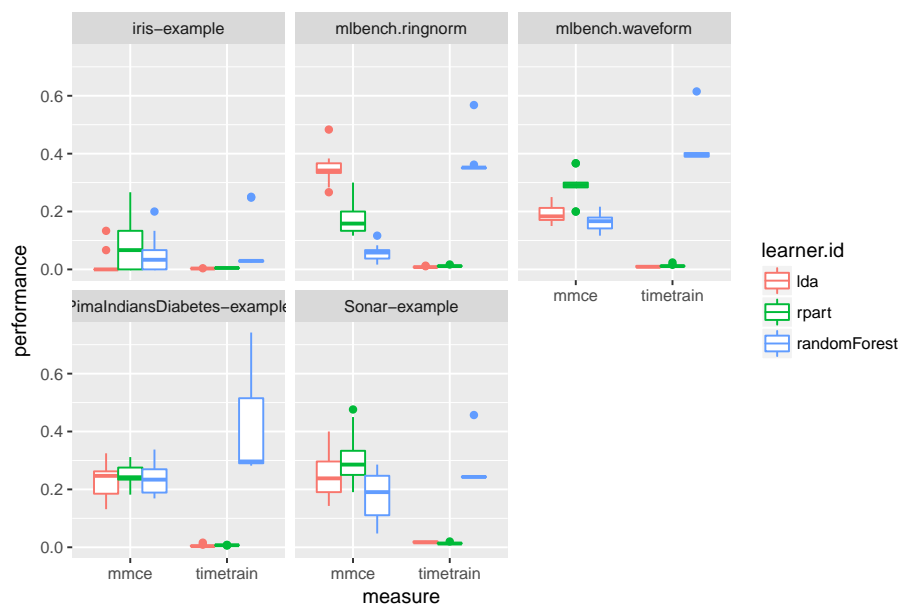 iris−example
mlbench.ringnorm
mlbench.waveform
0.6
0.4
0.2
0.0
PimaIndiansDiabetes−example
Sonar−example
mmce
timetrain
0.6
0.4
0.2
0.0
mmce
timetrain
mmce
timetrain
measure
performance
learner.id
lda
rpart
randomForest